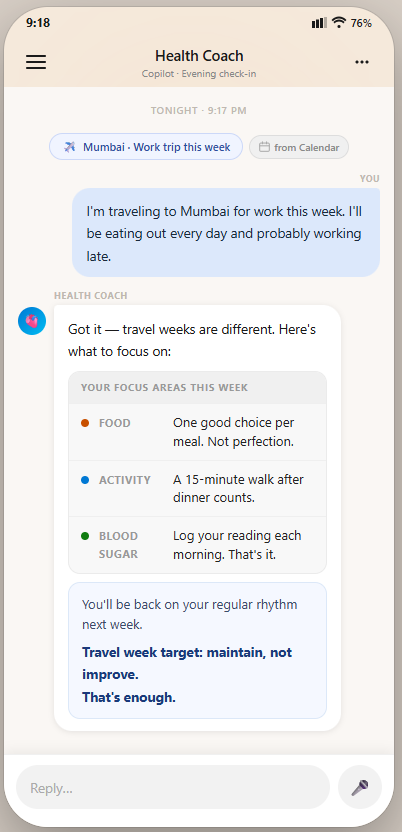 9:18
76%
Health Coach
Copilot · Evening check-in
TONIGHT · 9:17 PM
Mumbai · Work trip this week
from Calendar
YOU
I'm traveling to Mumbai for work this week. I'll
be eating out every day and probably working
late.
HEALTH COACH
Got it — travel weeks are different. Here's
what to focus on:
YOUR FOCUS AREAS THIS WEEK
FOOD
One good choice per
meal. Not perfection.
ACTIVITY
A 15-minute walk after
dinner counts.
BLOOD
SUGAR
Log your reading each
morning. That's it.
You'll be back on your regular rhythm
next week.
Travel week target: maintain, not
improve.
That's enough.
Reply...